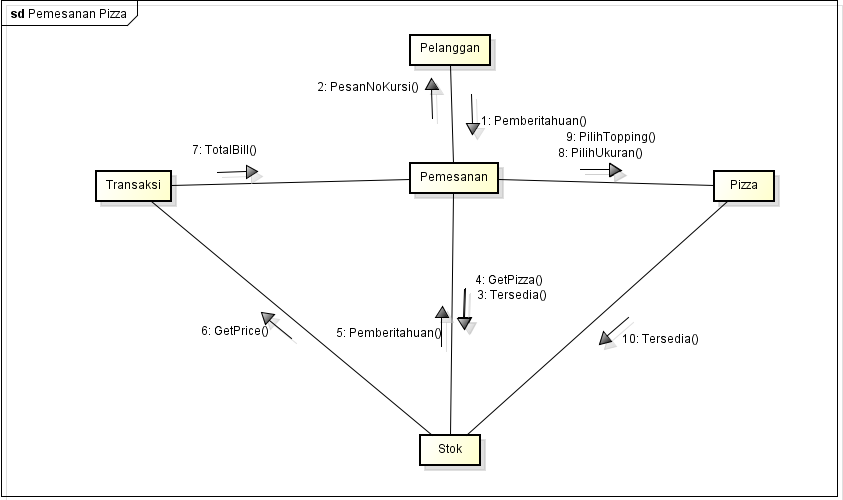 sd Pemesanan Pizza
Pelanggan
2: PesanNoKursi()
1: Pemberitahuan()
9: PilihTopping()
8: PilihUkuran()
7: TotalBill()
Transaksi
Pemesanan
Pizza
4: GetPizza()
3: Tersedia()
6: GetPrice()
5: Pemberitahuan()
10: Tersedia()
Stok